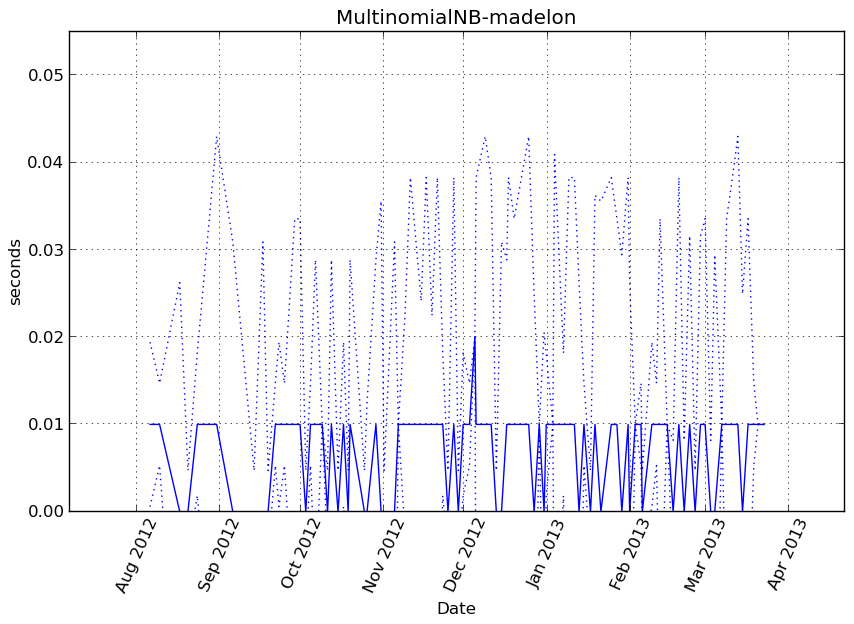 MultinomialNB-madelon
0.05
0.04
0.03
0.02
0.01
0.00
seconds
Aug 2012
Sep 2012
Oct 2012
Nov 2012
Dec 2012
Jan 2013
Feb 2013
Mar 2013
Apr 2013
Date